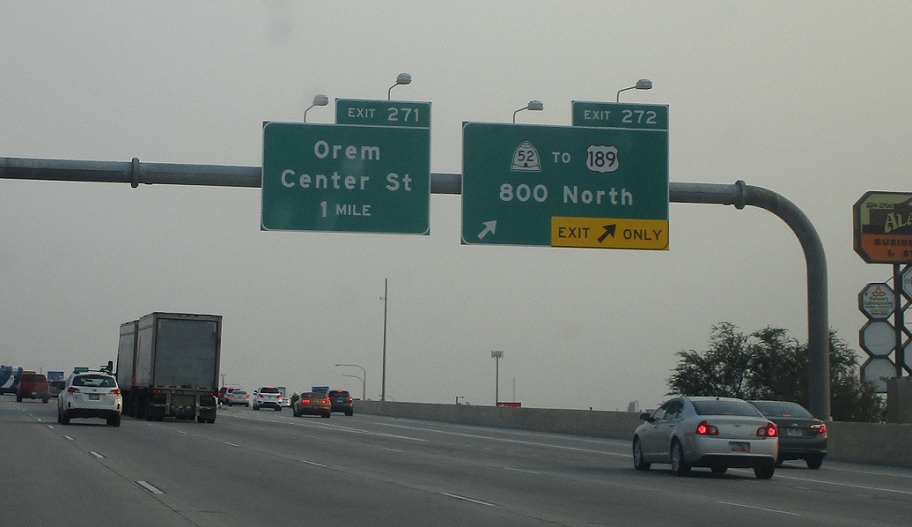 EXIT 271
Orem
Center St
1 MILE
EXIT 272
52 TO 189
800 North
EXIT ONLY